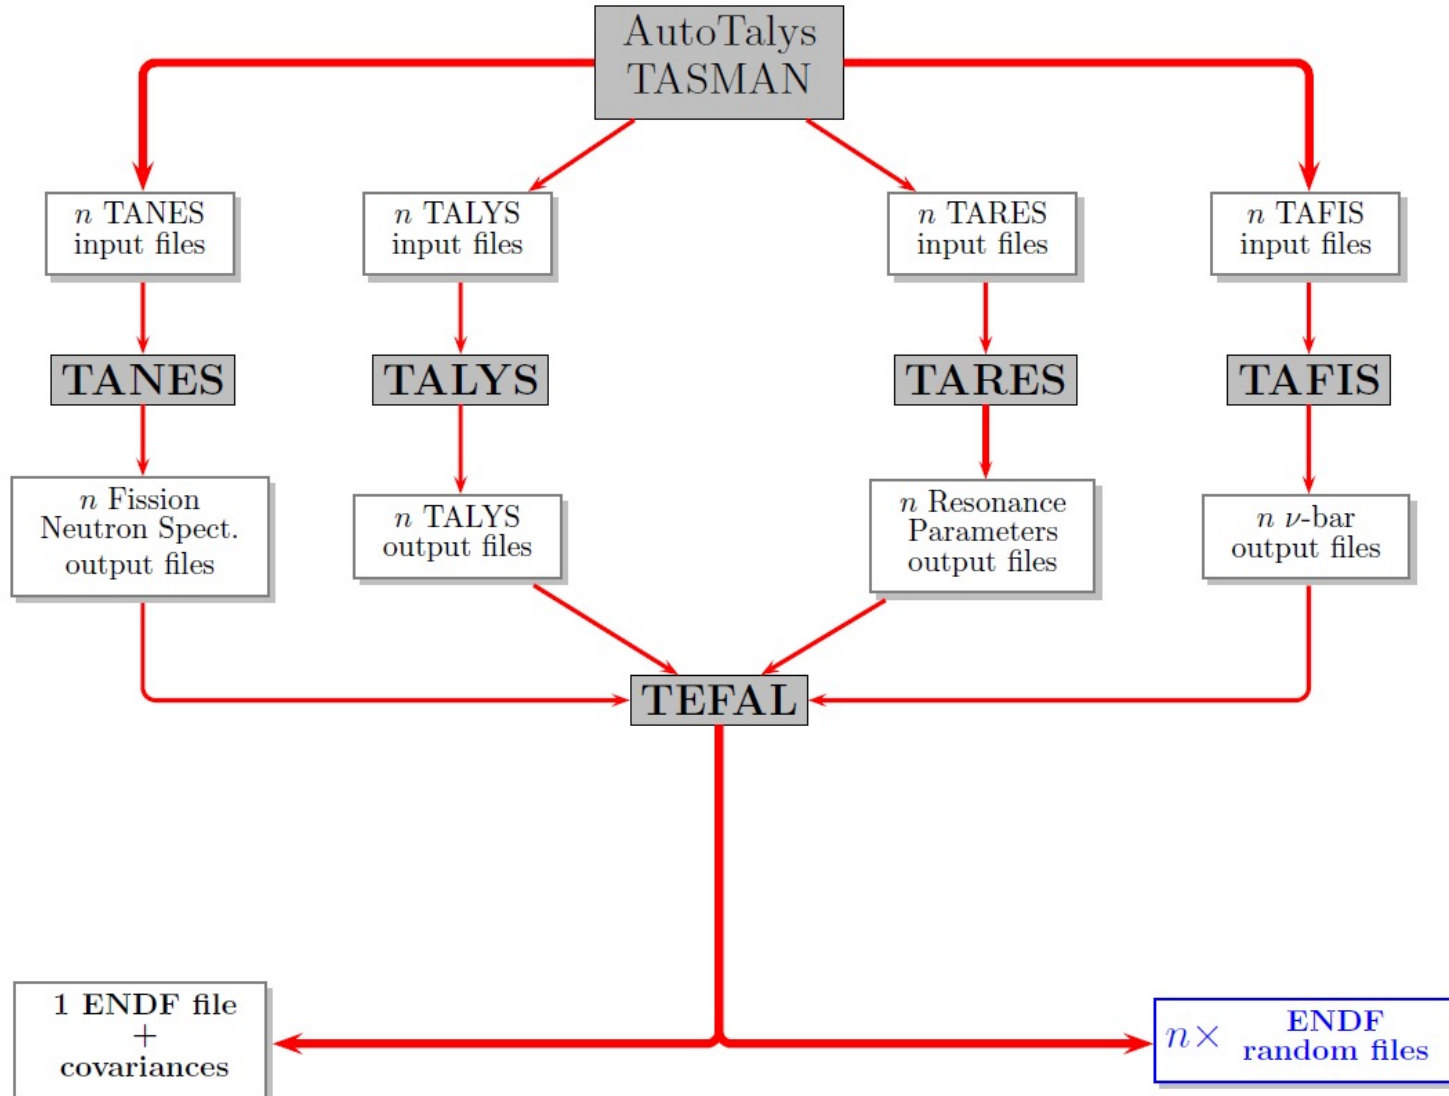 AutoTalys
TASMAN
n TANES
input files
n TALYS
input files
n TARES
input files
n TAFIS
input files
TANES
TALYS
TARES
TAFIS
n Fission
Neutron Spect.
output files
n TALYS
output files
n Resonance
Parameters
output files
n ν-bar
output files
TEFAL
1 ENDF file
+
covariances
n× ENDF
random files